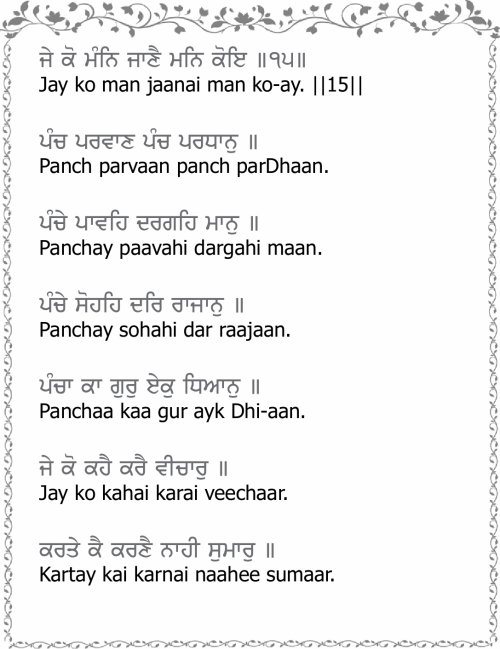 ਜੇ ਕੋ ਮੰਨਿ ਜਾਣੈ ਮਨਿ ਕੋਇ ॥੧੫॥
Jay ko man jaanai man ko-ay. ||15||
ਪੰਚ ਪਰਵਾਣ ਪੰਚ ਪਰਧਾਨੁ ॥
Panch parvaan panch parDhaan.
ਪੰਚੇ ਪਾਵਹਿ ਦਰਗਹਿ ਮਾਨੁ ॥
Panchay paavahi dargahi maan.
ਪੰਚੇ ਸੋਹਹਿ ਦਰਿ ਰਾਜਾਨੁ ॥
Panchay sohahi dar raajaan.
ਪੰਚਾ ਕਾ ਗੁਰੁ ਏਕੁ ਧਿਆਨੁ ॥
Panchaa kaa gur ayk Dhi-aan.
ਜੇ ਕੋ ਕਹੈ ਕਰੈ ਵੀਚਾਰੁ ॥
Jay ko kahai karai veechaar.
ਕਰਤੇ ਕੈ ਕਰਣੈ ਨਾਹੀ ਸੁਮਾਰੁ ॥
Kartay kai karnai naahee sumaar.